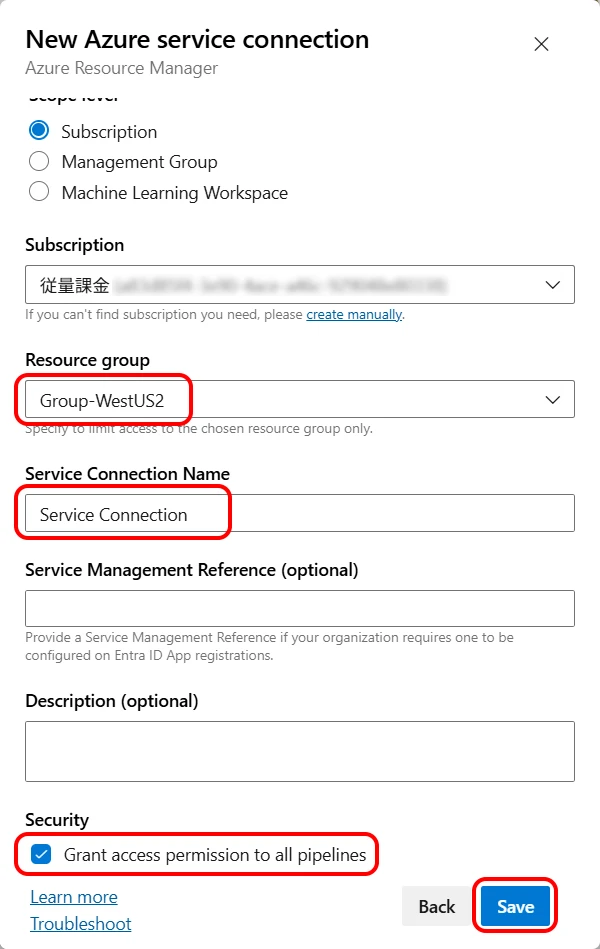 New Azure service connection
Azure Resource Manager
Scope level
Subscription
Management Group
Machine Learning Workspace
Subscription
従量課金
If you can't find subscription you need, please create manually.
Resource group
Group-WestUS2
Specify to limit access to the chosen resource group only.
Service Connection Name
Service Connection
Service Management Reference (optional)
Provide a Service Management Reference if your organization requires one to be
configured on Entra ID App registrations.
Description (optional)
Security
Grant access permission to all pipelines
Learn more
Back
Save
Troubleshoot